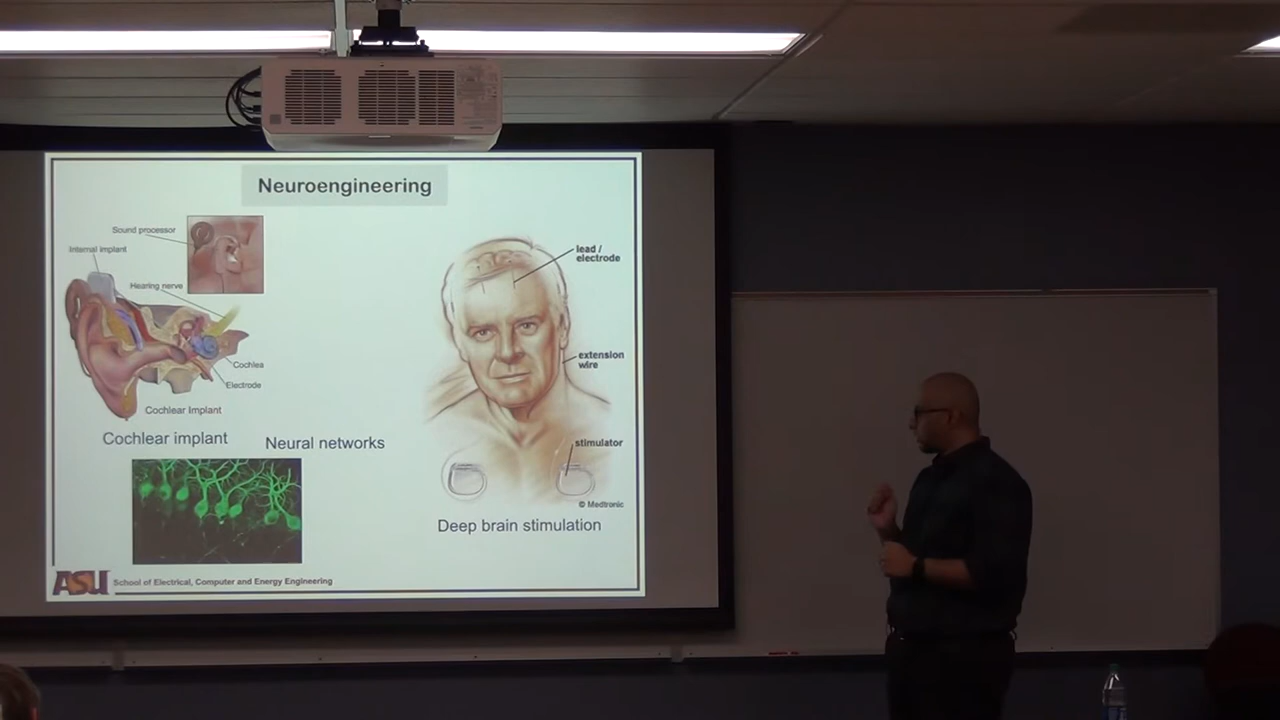 Neuroengineering
Sound processor
Internal implant
Hearing nerve
Cochlea
Electrode
Cochlear Implant
Cochlear implant
Neural networks
lead /
electrode
extension
wire
stimulator
© Medtronic
Deep brain stimulation
ASU School of Electrical, Computer and Energy Engineering